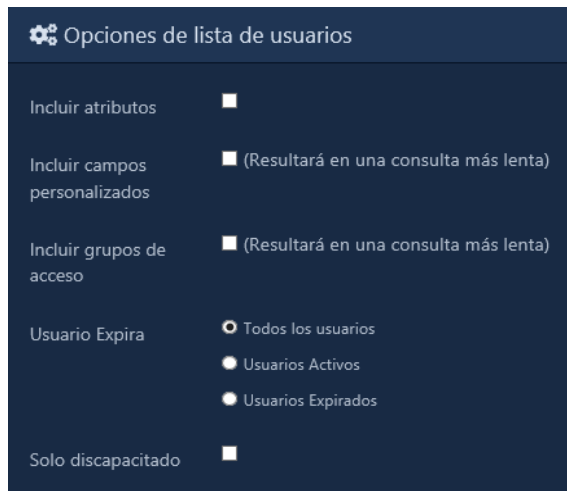 Opciones de lista de usuarios
Incluir atributos
Incluir campos
personalizados
(Resultará en una consulta más lenta)
Incluir grupos de
acceso
(Resultará en una consulta más lenta)
Usuario Expira
Todos los usuarios
Usuarios Activos
Usuarios Expirados
Solo discapacitado